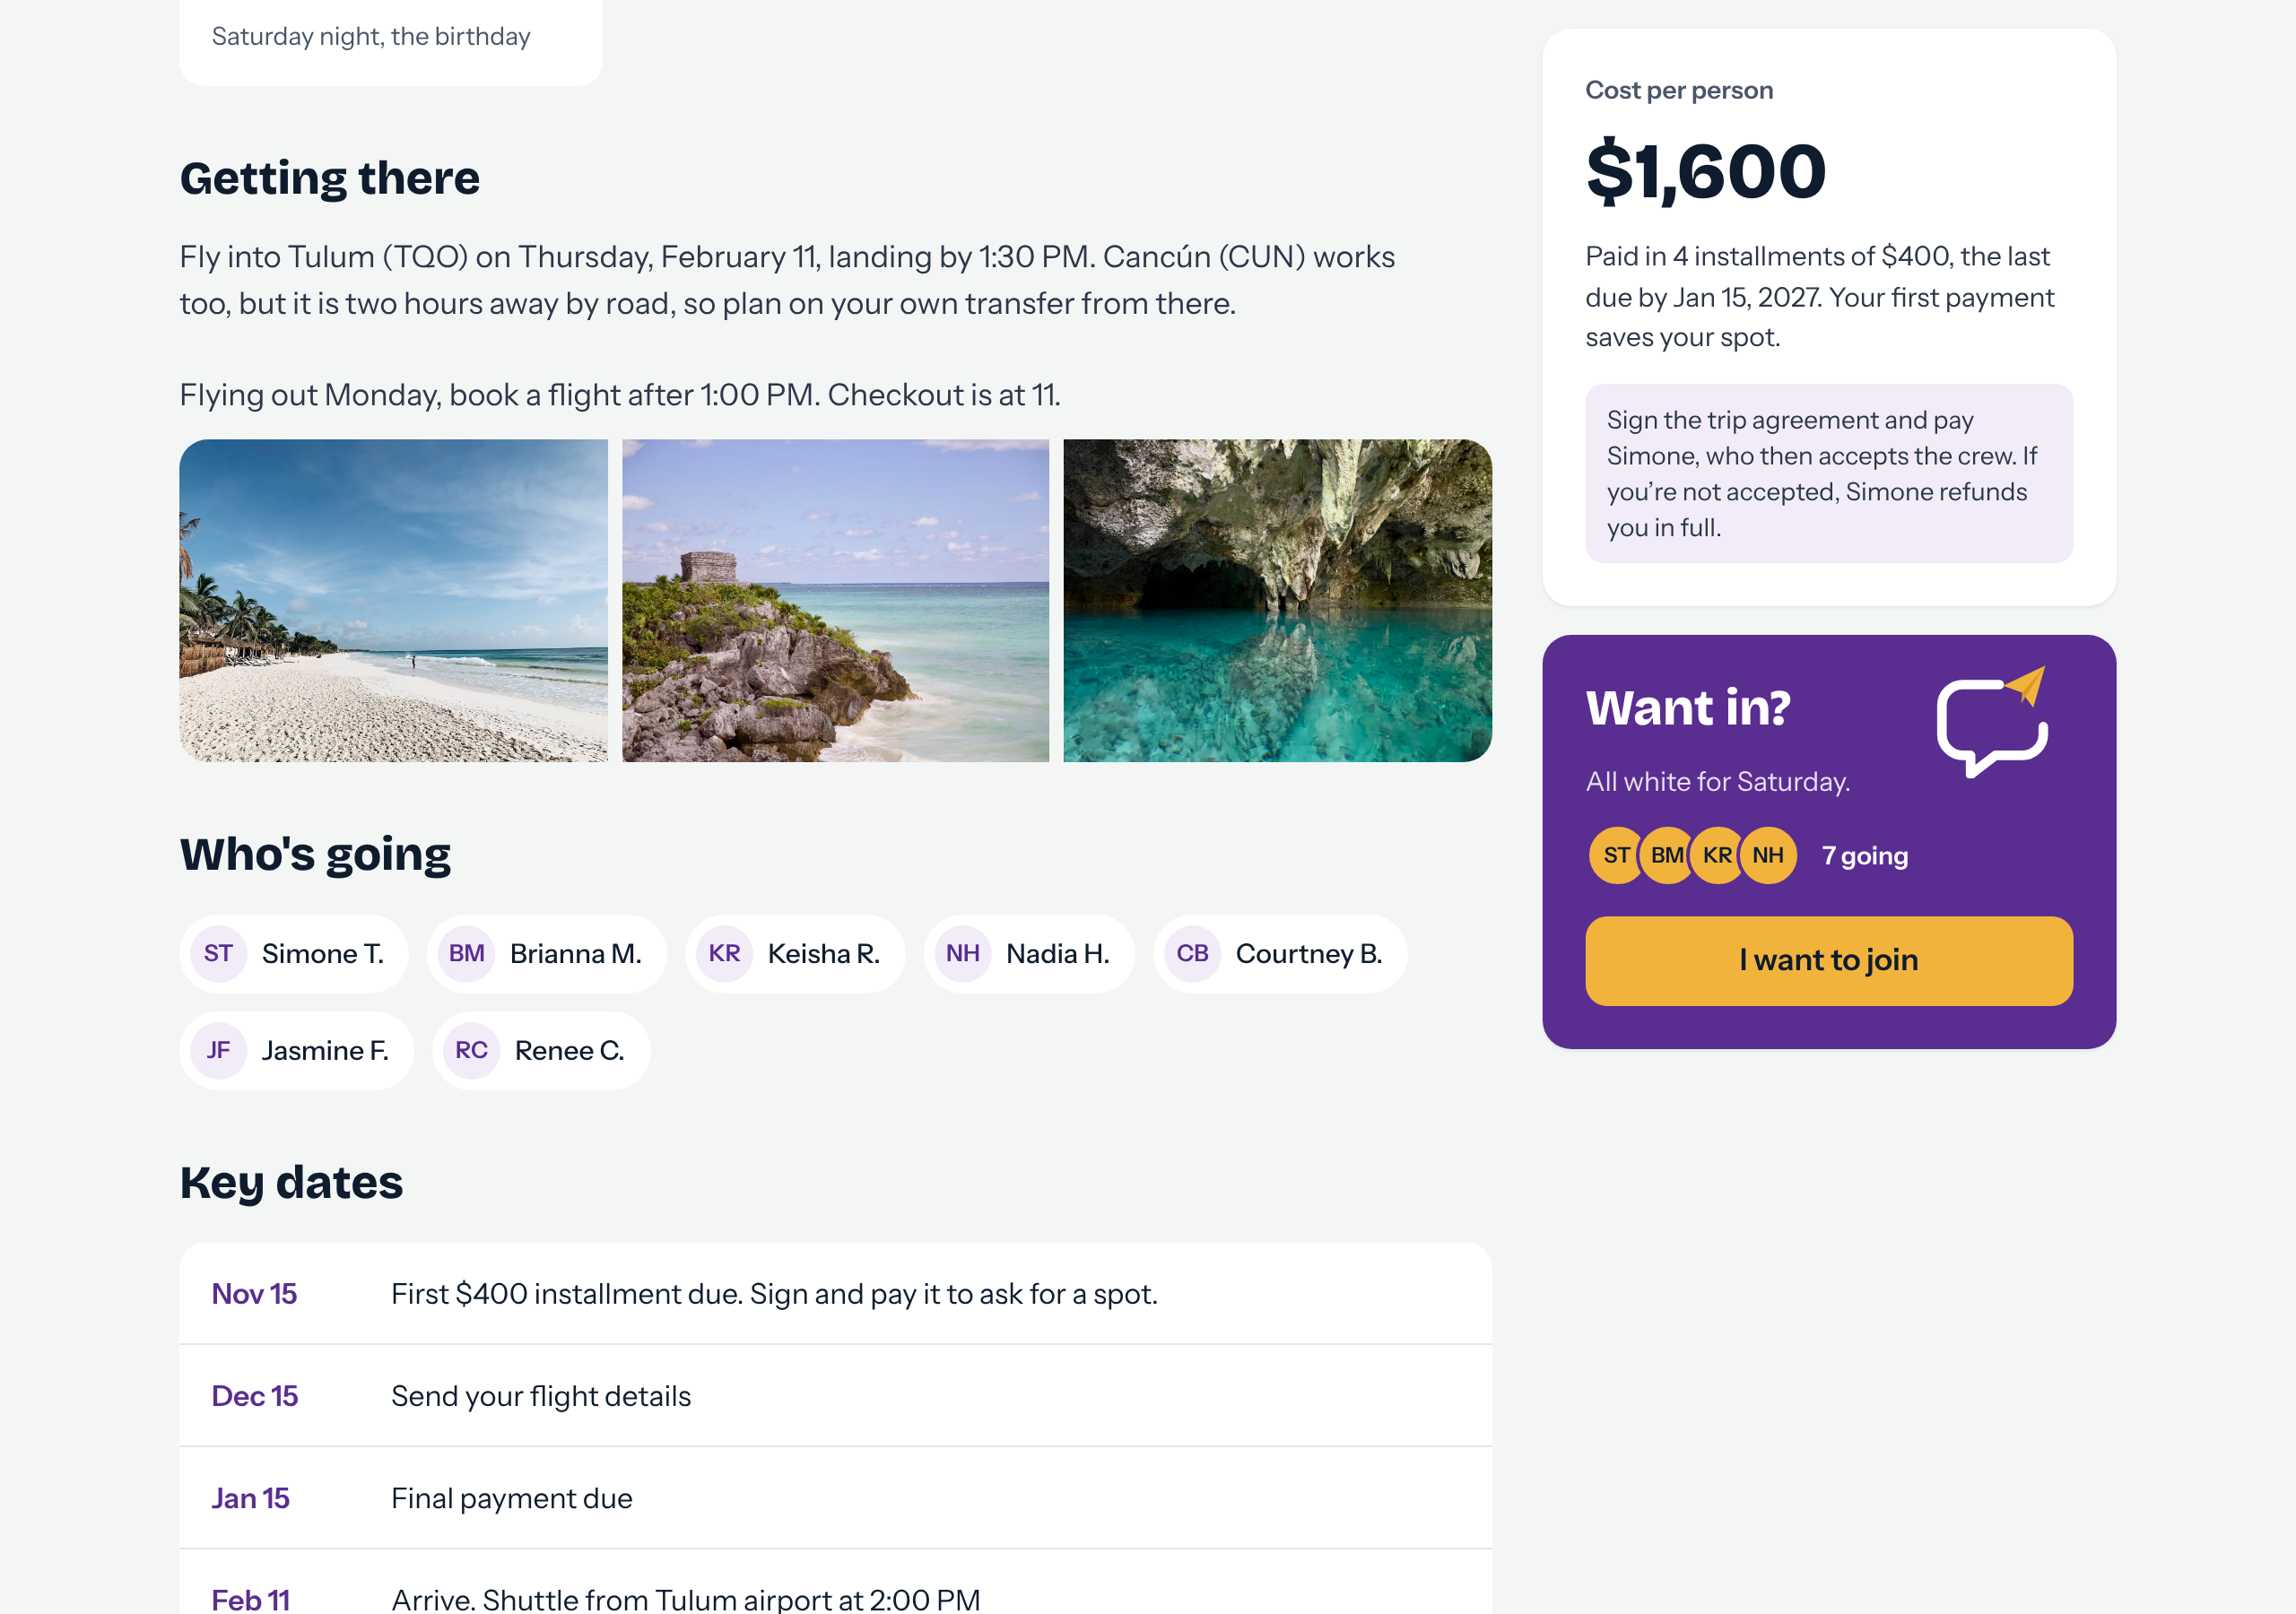 Saturday night, the birthday
Getting there
Fly into Tulum (TQO) on Thursday, February 11, landing by 1:30 PM. Cancún (CUN) works
too, but it is two hours away by road, so plan on your own transfer from there.
Flying out Monday, book a flight after 1:00 PM. Checkout is at 11.
Who's going
ST Simone T.
BM Brianna M.
KR Keisha R.
NH Nadia H.
CB Courtney B.
JF Jasmine F.
RC Renee C.
Key dates
Nov 15 First $400 installment due. Sign and pay it to ask for a spot.
Dec 15 Send your flight details
Jan 15 Final payment due
Feb 11 Arrive. Shuttle from Tulum airport at 2:00 PM
Cost per person
$1,600
Paid in 4 installments of $400, the last
due by Jan 15, 2027. Your first payment
saves your spot.
Sign the trip agreement and pay
Simone, who then accepts the crew. If
you’re not accepted, Simone refunds
you in full.
Want in?
All white for Saturday.
ST BM KR NH 7 going
I want to join